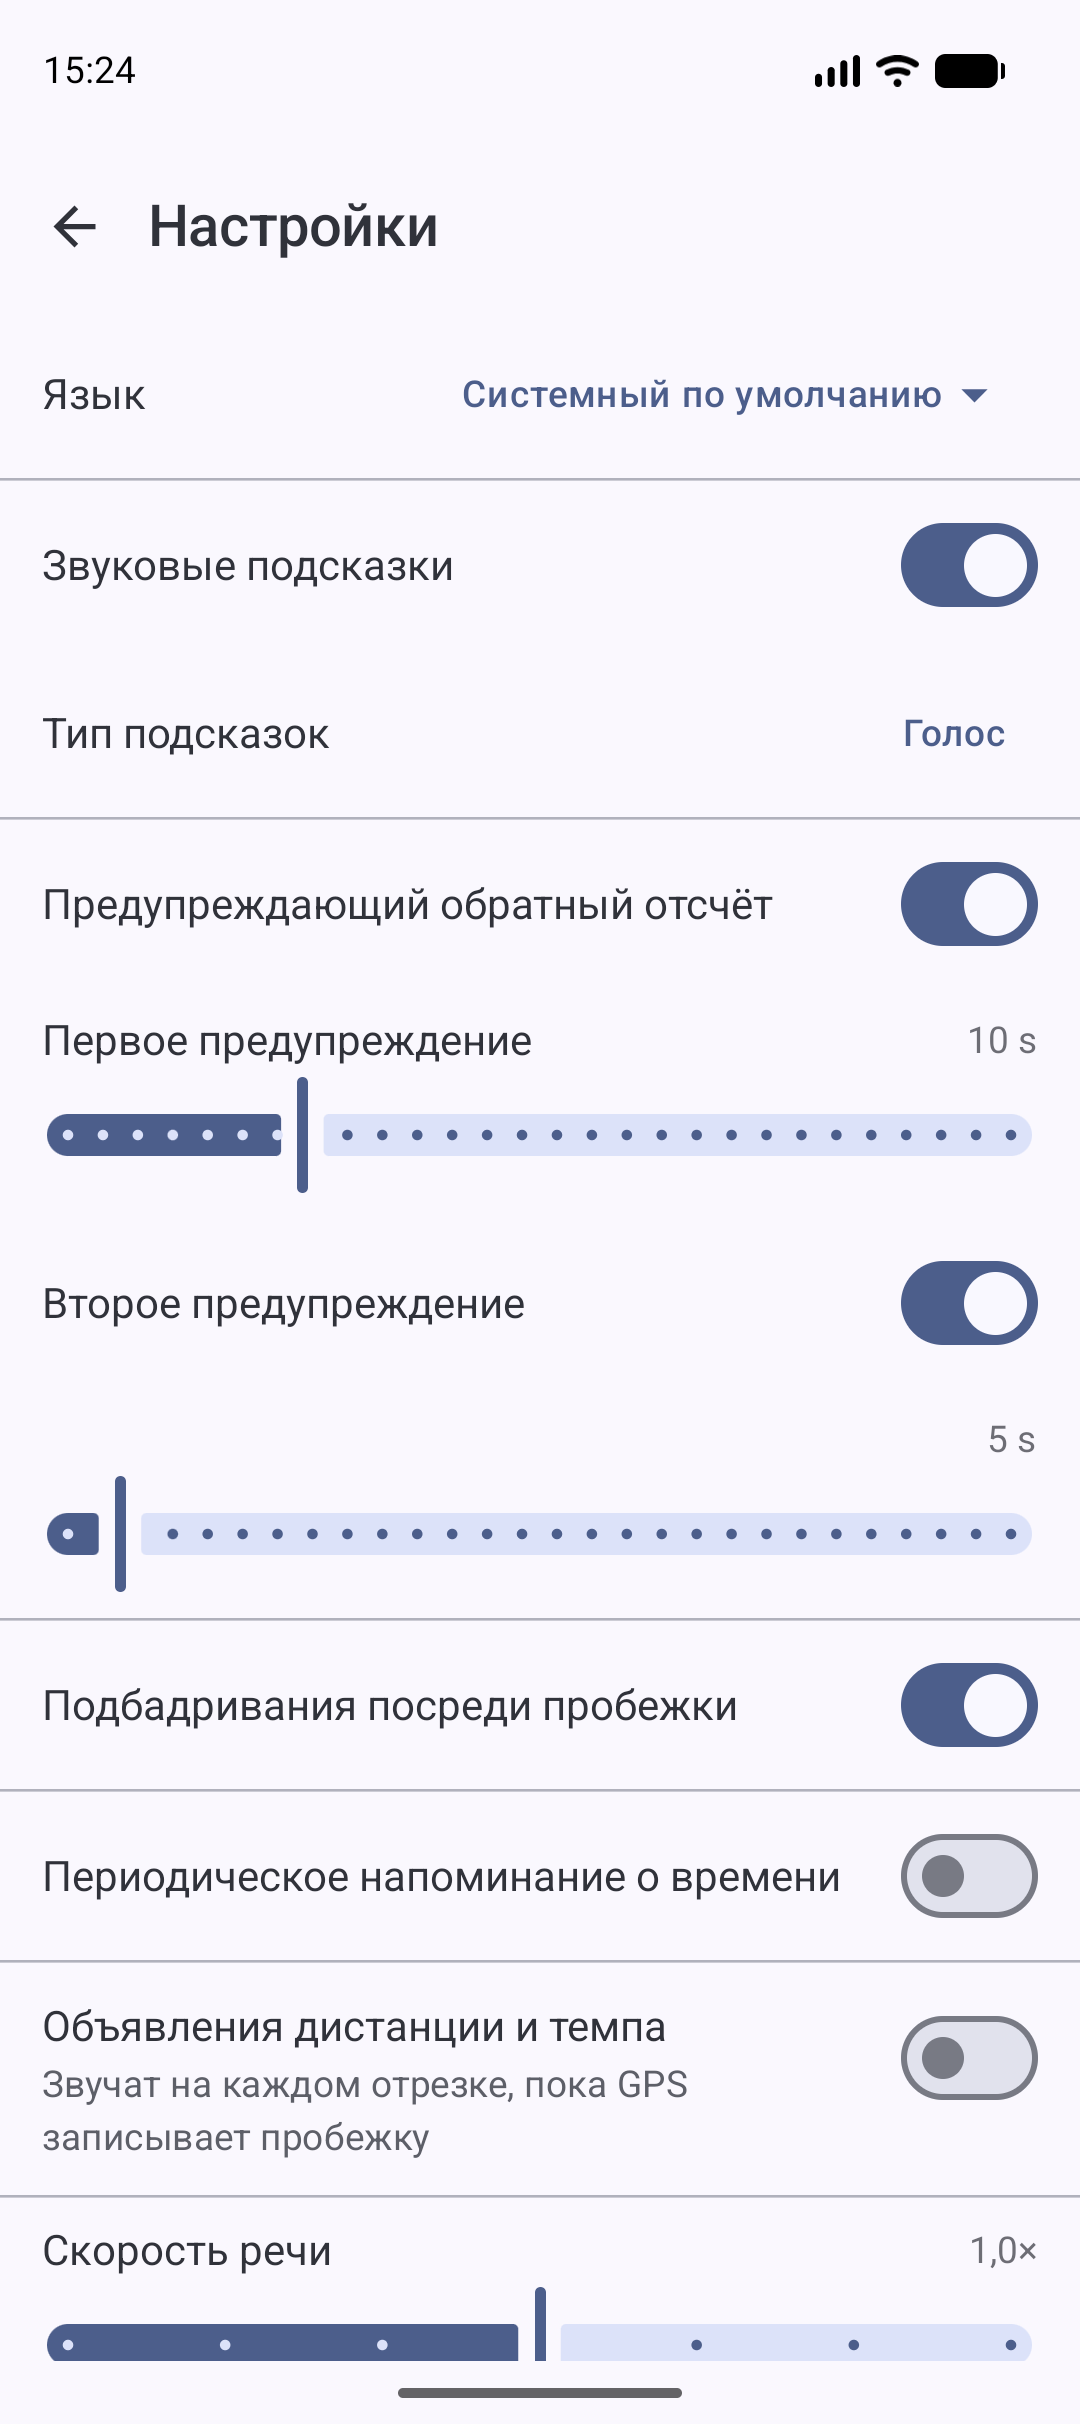 15:24
Настройки
Язык
Системный по умолчанию
Звуковые подсказки
Тип подсказок
Голос
Предупреждающий обратный отсчёт
Первое предупреждение
10 s
Второе предупреждение
5 s
Подбадривания посреди пробежки
Периодическое напоминание о времени
Объявления дистанции и темпа
Звучат на каждом отрезке, пока GPS
записывает пробежку
Скорость речи
1,0×